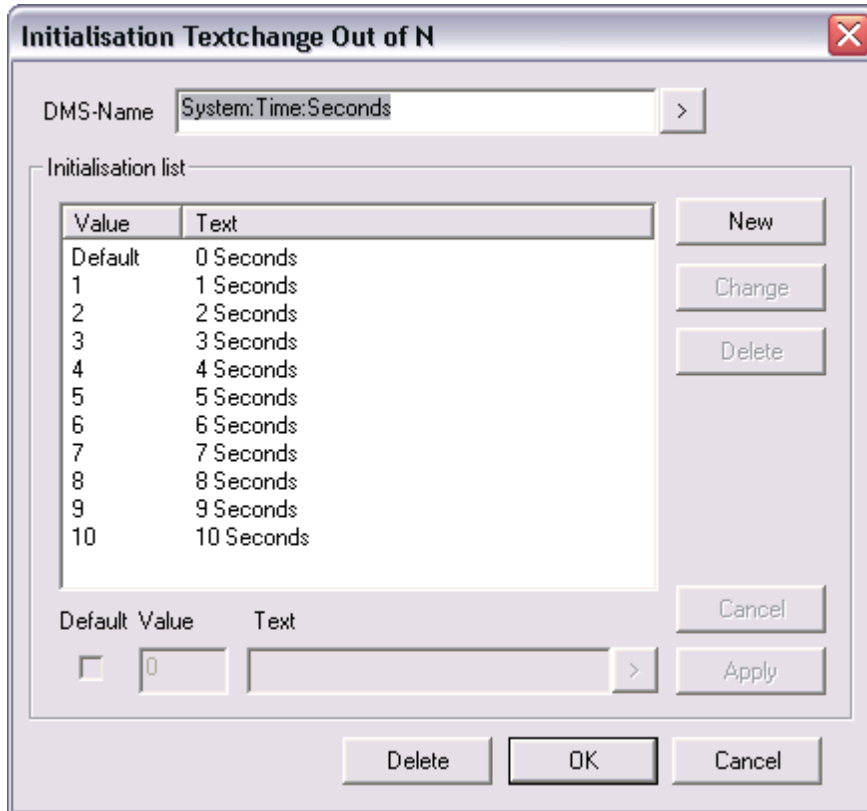 Initialisation Textchange Out of N
DMS-Name System:Time:Seconds >
Initialisation list
Value Text
Default 0 Seconds
1 1 Seconds
2 2 Seconds
3 3 Seconds
4 4 Seconds
5 5 Seconds
6 6 Seconds
7 7 Seconds
8 8 Seconds
9 9 Seconds
10 10 Seconds
New
Change
Delete
Default Value Text
0 >
Cancel
Apply
Delete OK Cancel